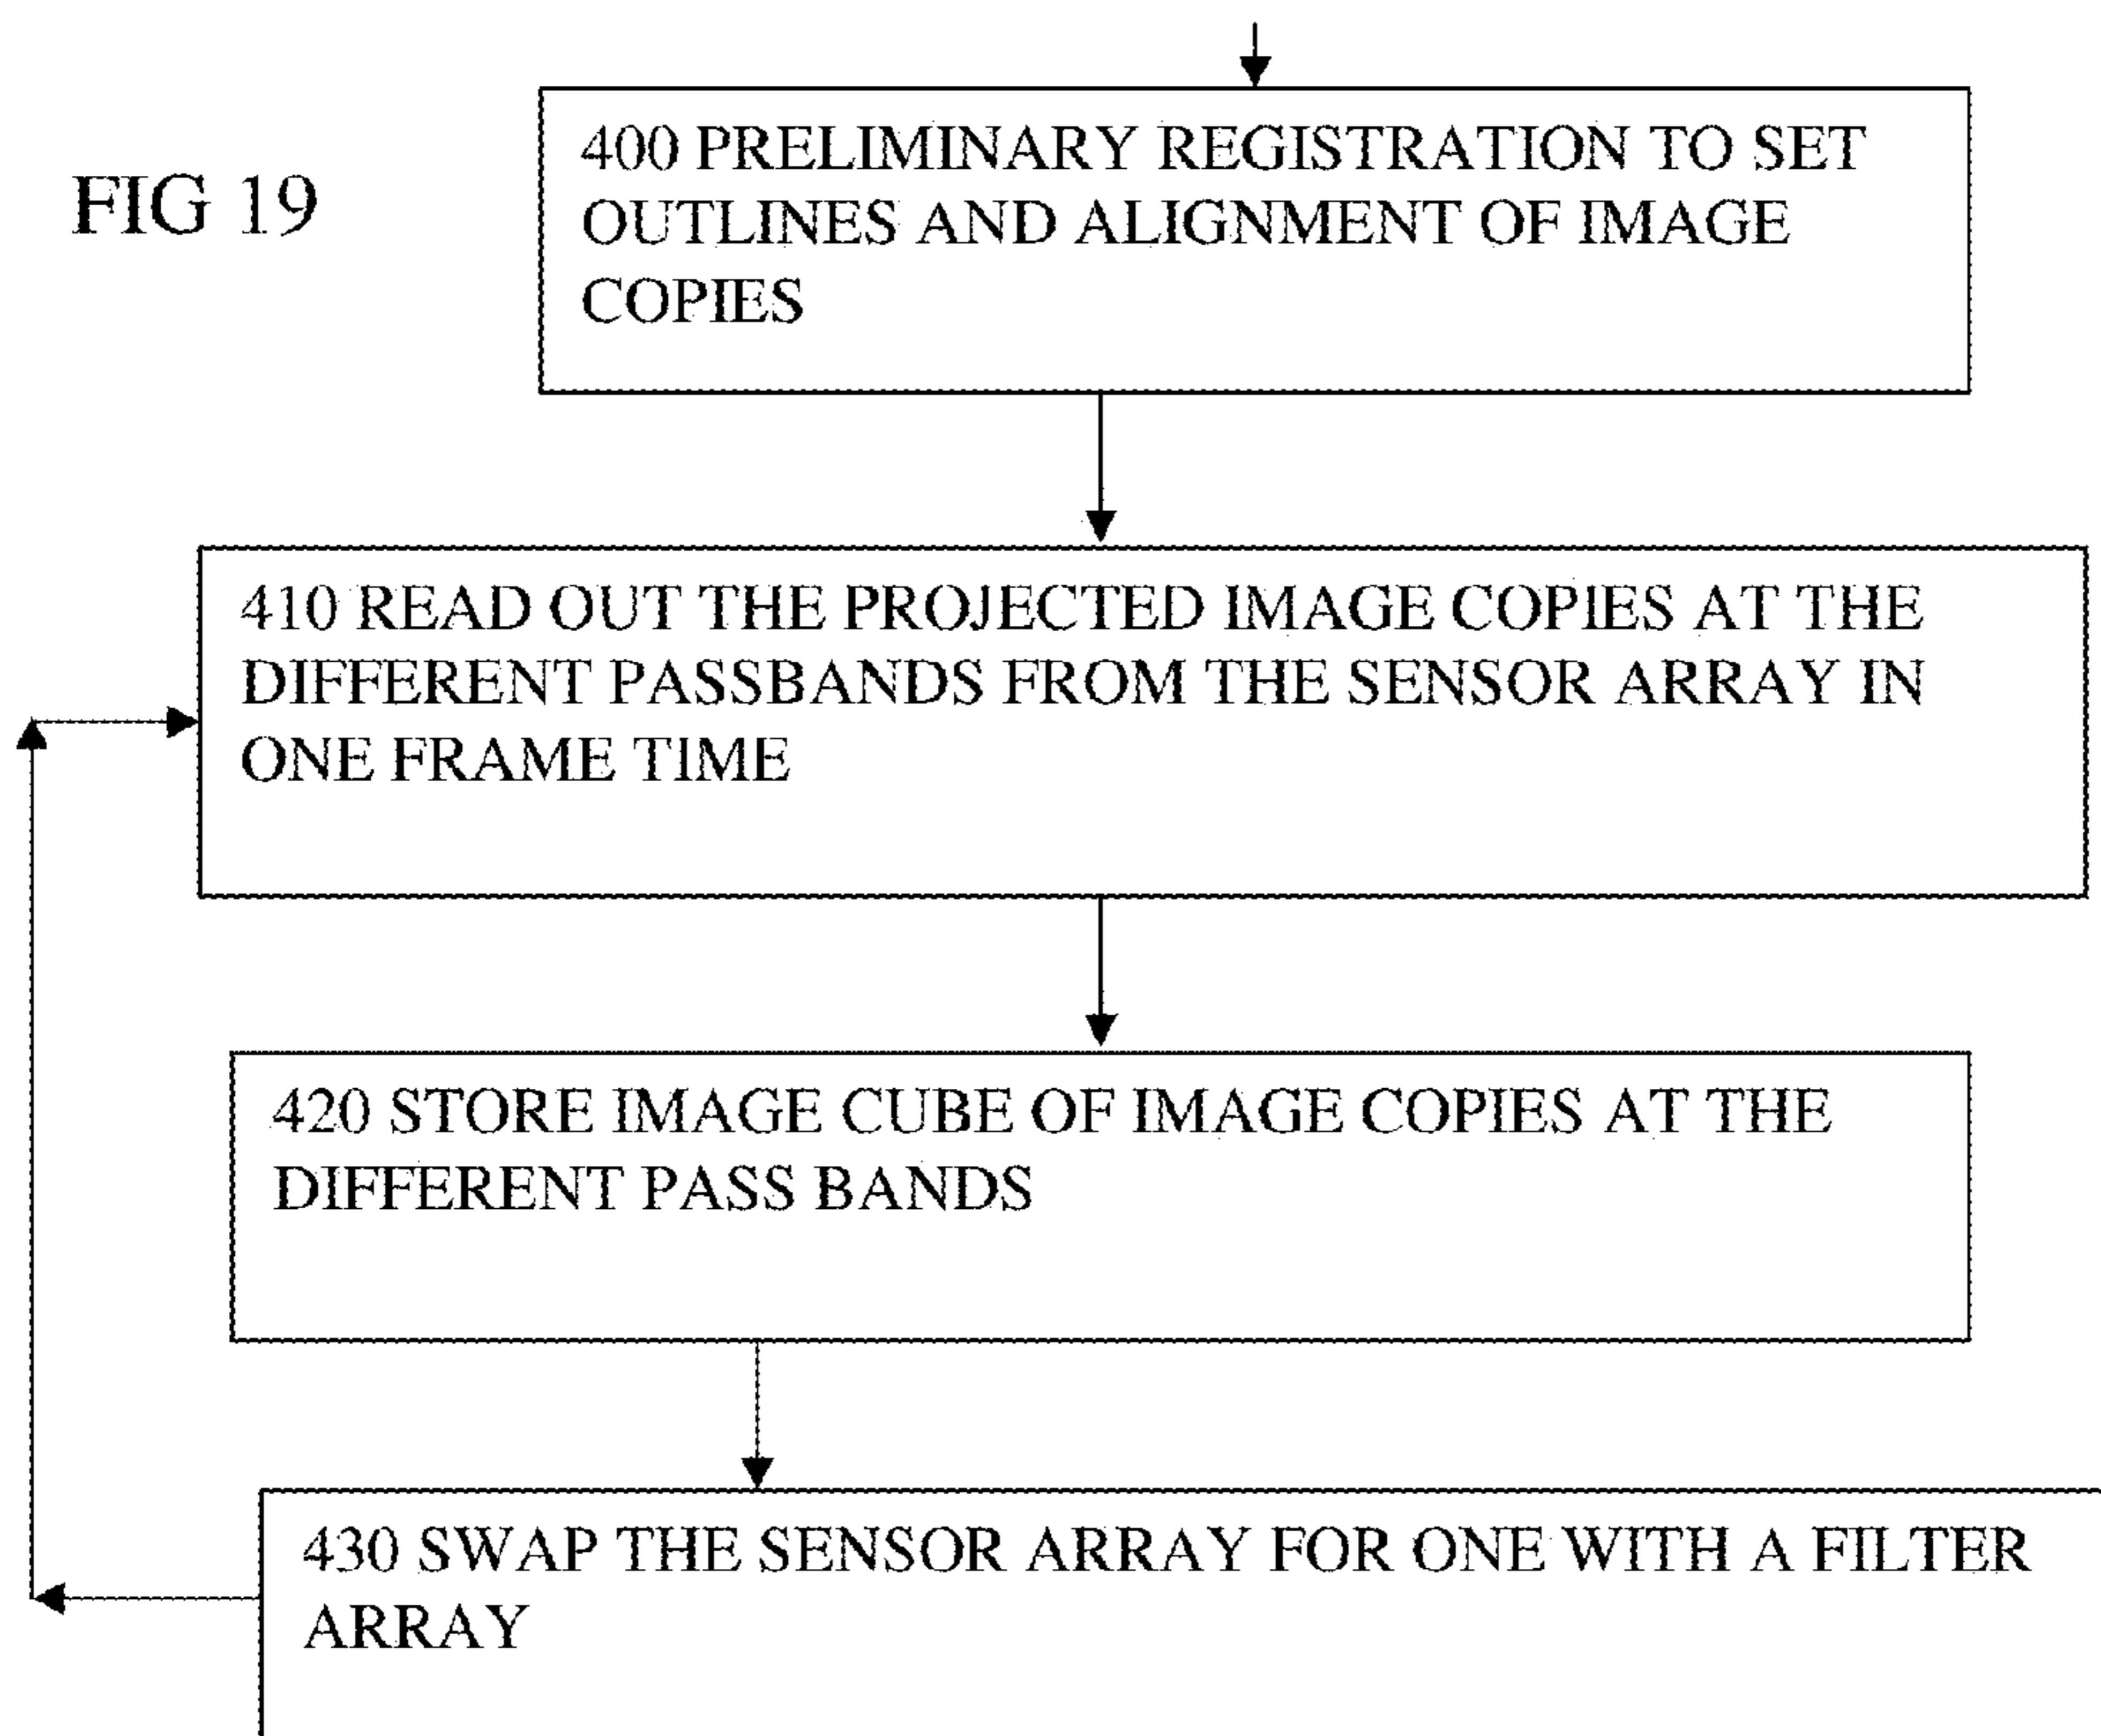 FIG 19
400 PRELIMINARY REGISTRATION TO SET
OUTLINES AND ALIGNMENT OF IMAGE
COPIES
410 READ OUT THE PROJECTED IMAGE COPIES AT THE
DIFFERENT PASSBANDS FROM THE SENSOR ARRAY IN
ONE FRAME TIME
420 STORE IMAGE CUBE OF IMAGE COPIES AT THE
DIFFERENT PASS BANDS
430 SWAP THE SENSOR ARRAY FOR ONE WITH A FILTER
ARRAY